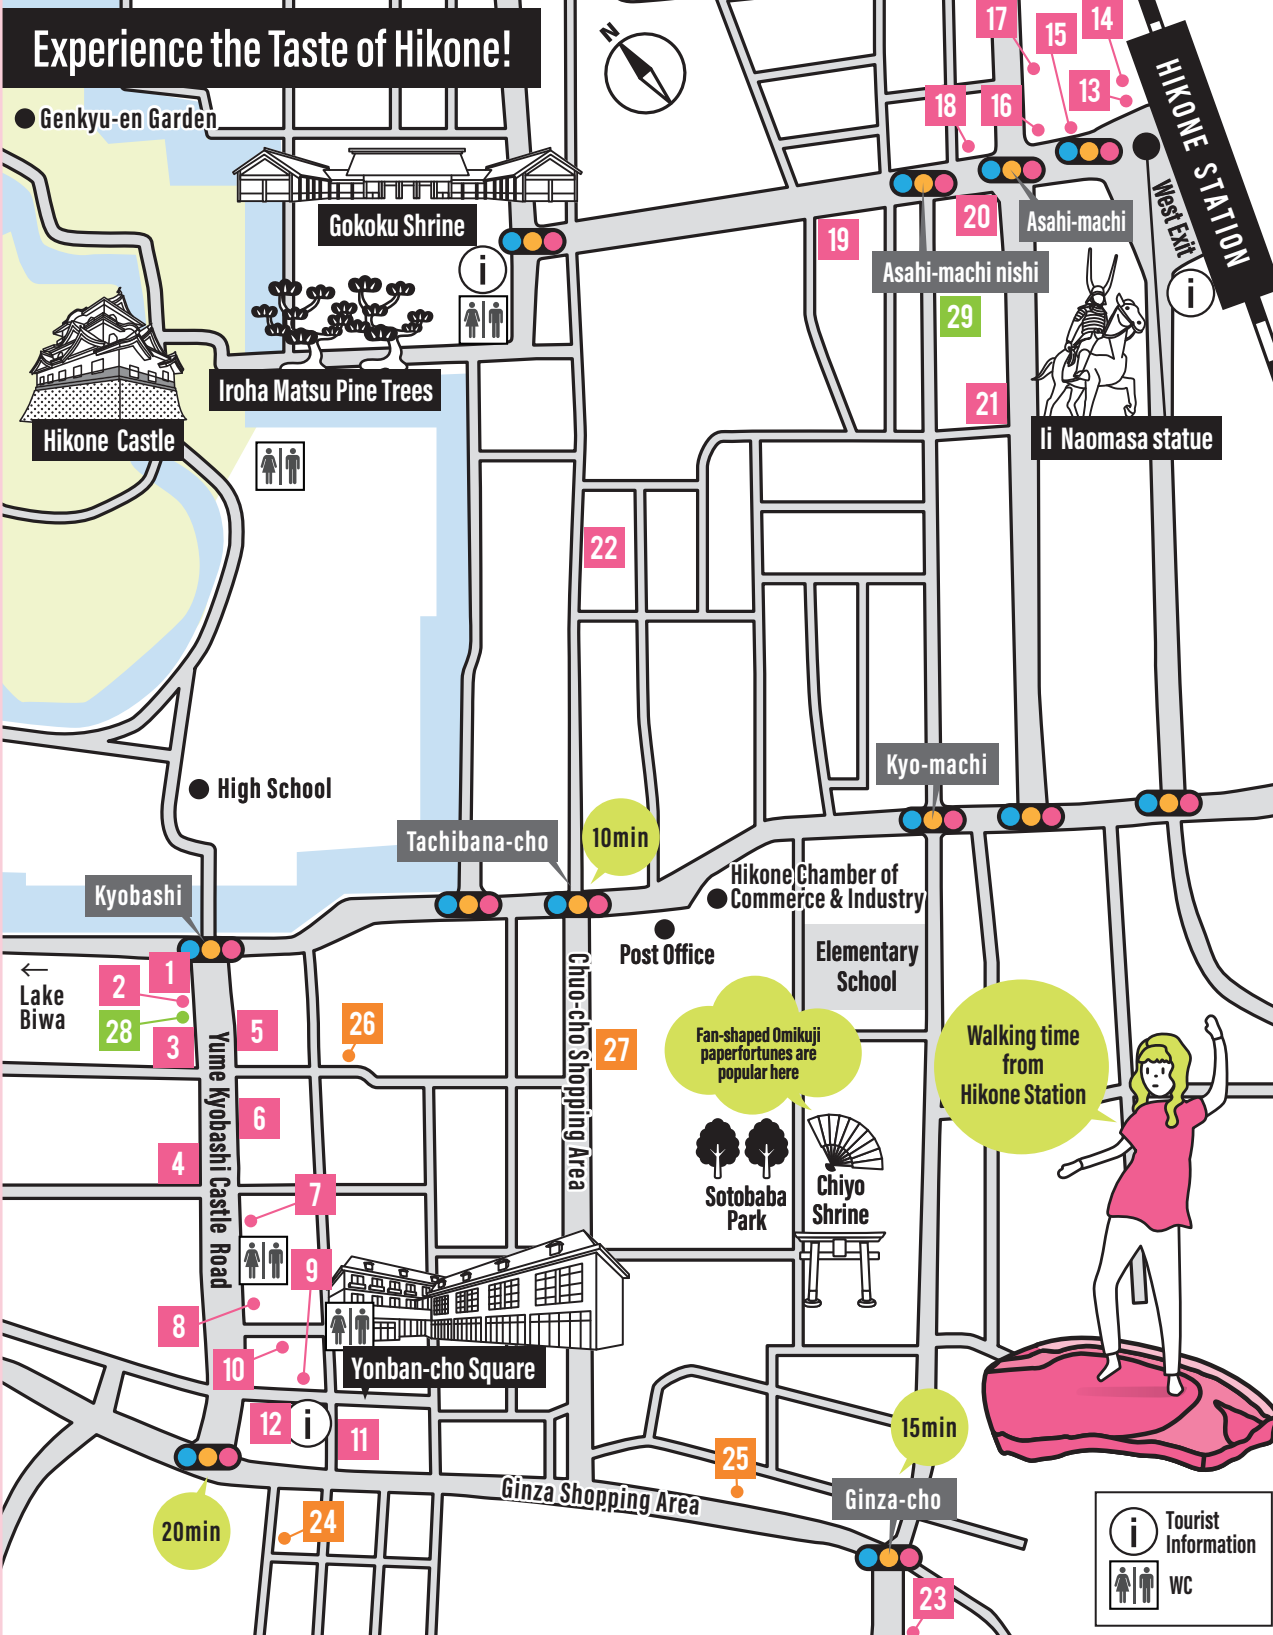 Experience the Taste of Hikone!
N
17
14
15
13
18
16
HIKONE STATION
Genkyu-en Garden
Gokoku Shrine
i
19
20
Asahi-machi
West Exit
Asahi-machi nishi
29
i
Iroha Matsu Pine Trees
Hikone Castle
21
Ii Naomasa statue
22
High School
Kyo-machi
Tachibana-cho
10min
Kyobashi
Hikone Chamber of
Commerce & Industry
Post Office
Elementary
School
←
Lake
Biwa
1
2
28
3
5
26
27
Yume Kyobashi Castle Road
Chuo-cho Shopping Area
Fan-shaped Omikuji
paperfortunes are
popular here
Walking time
from
Hikone Station
6
4
7
Sotobaba
Park
Chiyo
Shrine
9
8
10
Yonban-cho Square
12
i
11
15min
25
Ginza Shopping Area
Ginza-cho
20min
24
23
i
Tourist
Information
WC